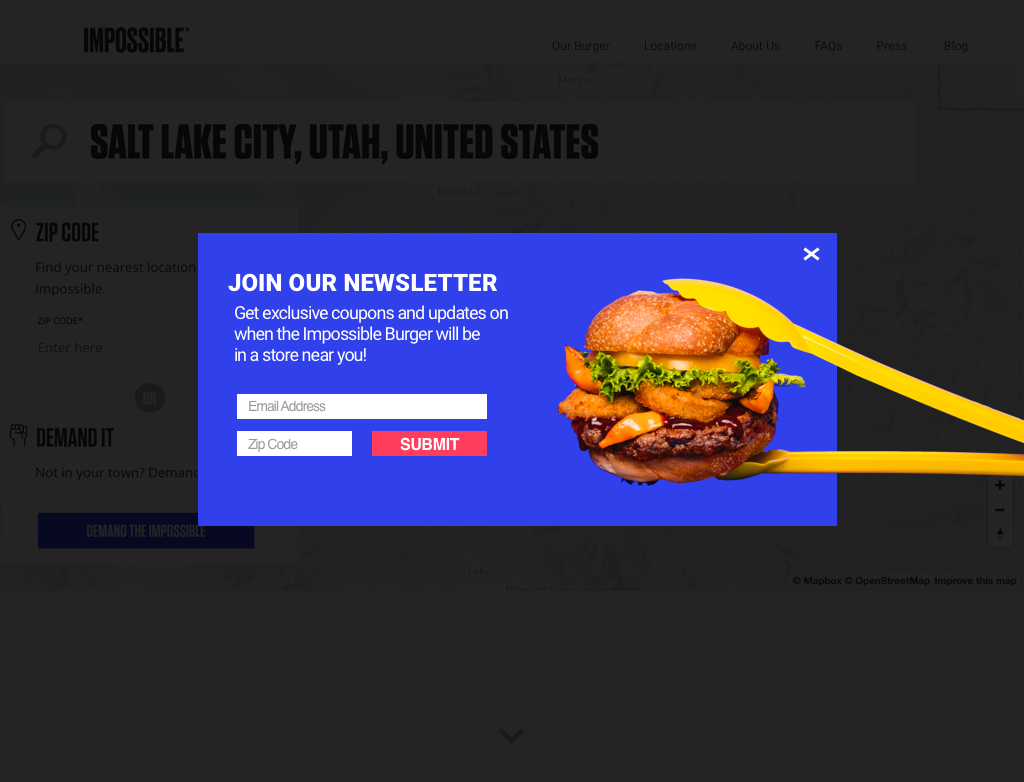 IMPOSSIBLE™
Our Burger Locations About Us FAQs Press Blog
SALT LAKE CITY, UTAH, UNITED STATES
ZIP CODE
Find your nearest location
Impossible.
ZIP CODE*
Enter here
OR
DEMAND IT
Not in your town? Demand
DEMAND THE IMPOSSIBLE
JOIN OUR NEWSLETTER
Get exclusive coupons and updates on
when the Impossible Burger will be
in a store near you!
Email Address
Zip Code SUBMIT
© Mapbox © OpenStreetMap Improve this map